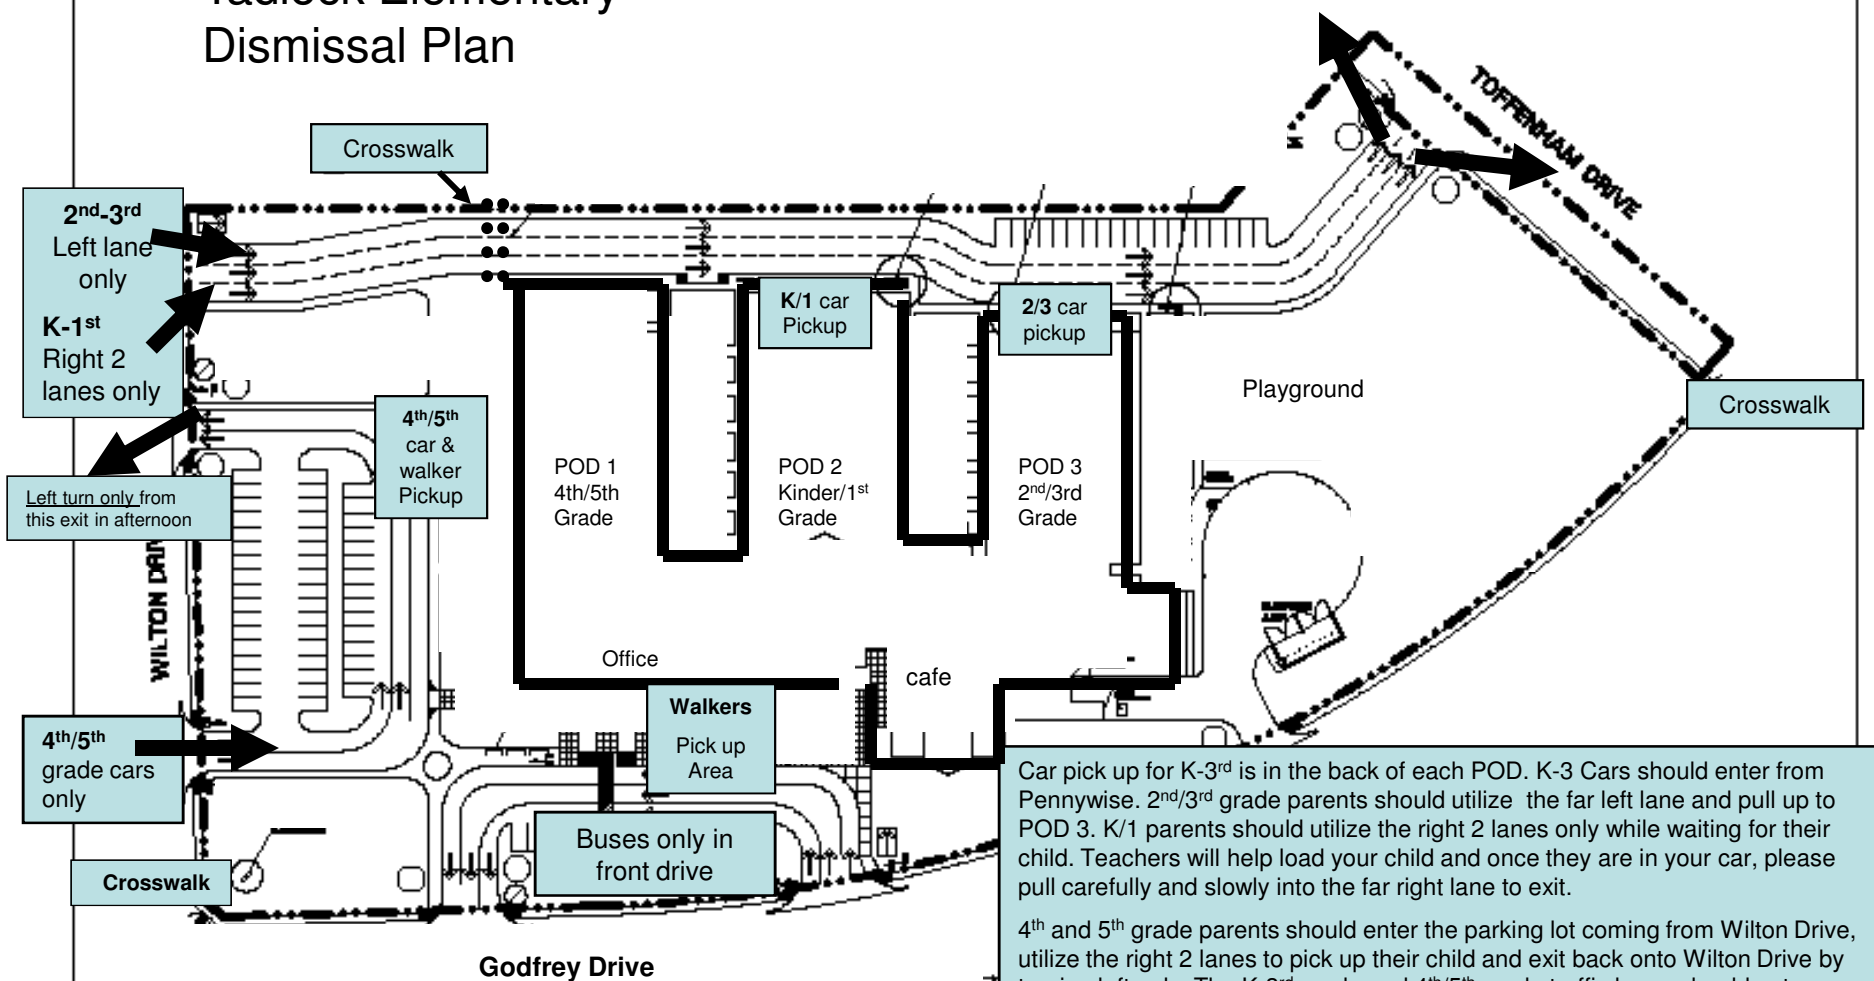 Tadlock Elementary
Dismissal Plan
TOFFENHAM DRIVE
Crosswalk
2nd-3rd
Left lane
only
K-1st
Right 2
lanes only
K/1 car
Pickup
2/3 car
pickup
Playground
Crosswalk
4th/5th
car &
walker
Pickup
POD 1
4th/5th
Grade
POD 2
Kinder/1st
Grade
POD 3
2nd/3rd
Grade
Left turn only from
this exit in afternoon
WILTON DRIV
Office
cafe
Walkers
Pick up
Area
4th/5th
grade cars
only
Buses only in
front drive
Crosswalk
Godfrey Drive
Car pick up for K-3rd is in the back of each POD. K-3 Cars should enter from
Pennywise. 2nd/3rd grade parents should utilize the far left lane and pull up to
POD 3. K/1 parents should utilize the right 2 lanes only while waiting for their
child. Teachers will help load your child and once they are in your car, please
pull carefully and slowly into the far right lane to exit.
4th and 5th grade parents should enter the parking lot coming from Wilton Drive,
utilize the right 2 lanes to pick up their child and exit back onto Wilton Drive by